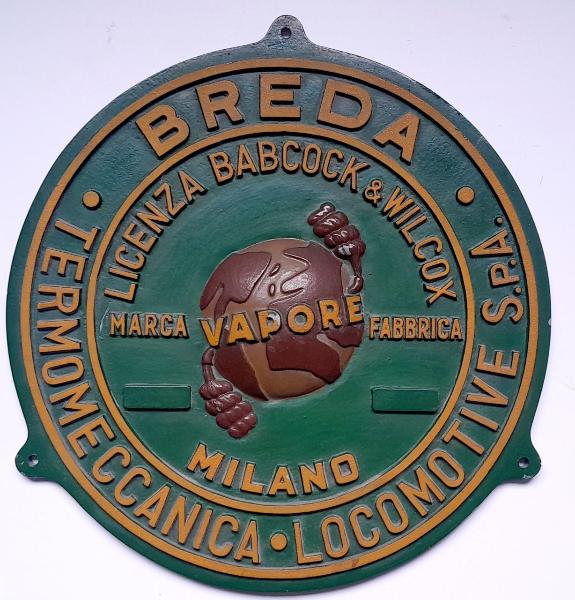 BREDA
TERMOMECCANICA • LOCOMOTIVE S.P.A.
LICENZA BABCOCK & WILCOX
MARCA VAPORE FABBRICA
MILANO